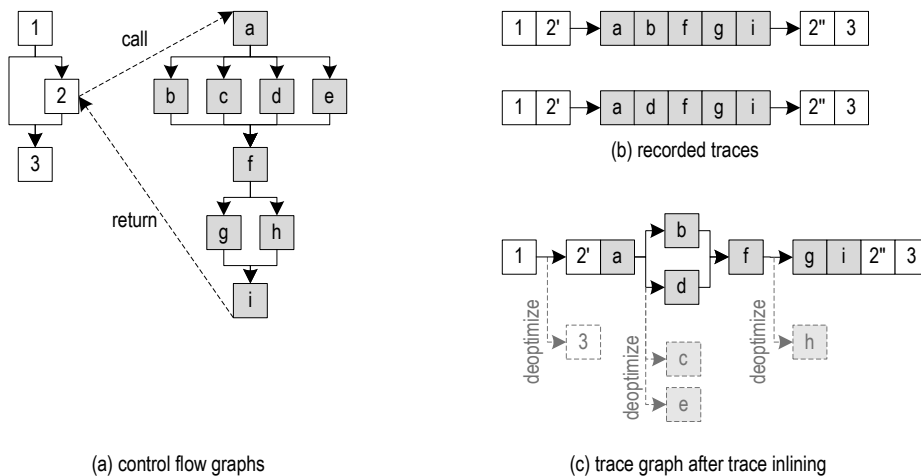 1
call
2
3
return
a
b c d e
f
g h
i
(a) control flow graphs
1 2' a b f g i 2" 3
1 2' a d f g i 2" 3
(b) recorded traces
1 2' a b d f g i 2" 3
deoptimize 3
deoptimize c e
deoptimize h
(c) trace graph after trace inlining